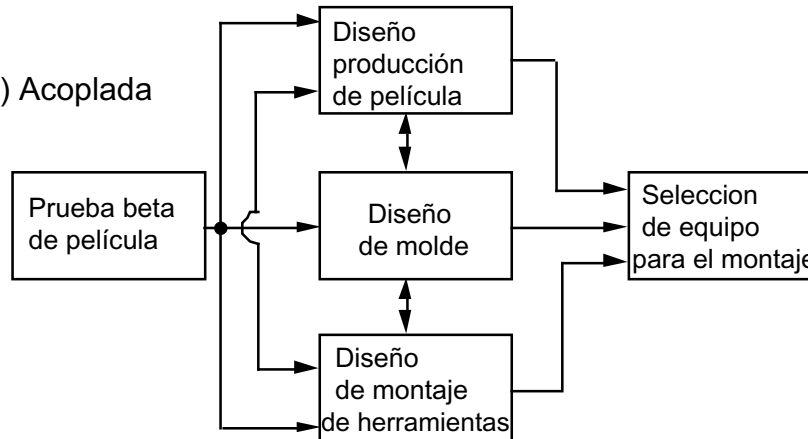 ) Acoplada
Diseño
producción
de película
Prueba beta
de película
Diseño
de molde
Seleccion
de equipo
para el montaje
Diseño
de montaje
de herramientas